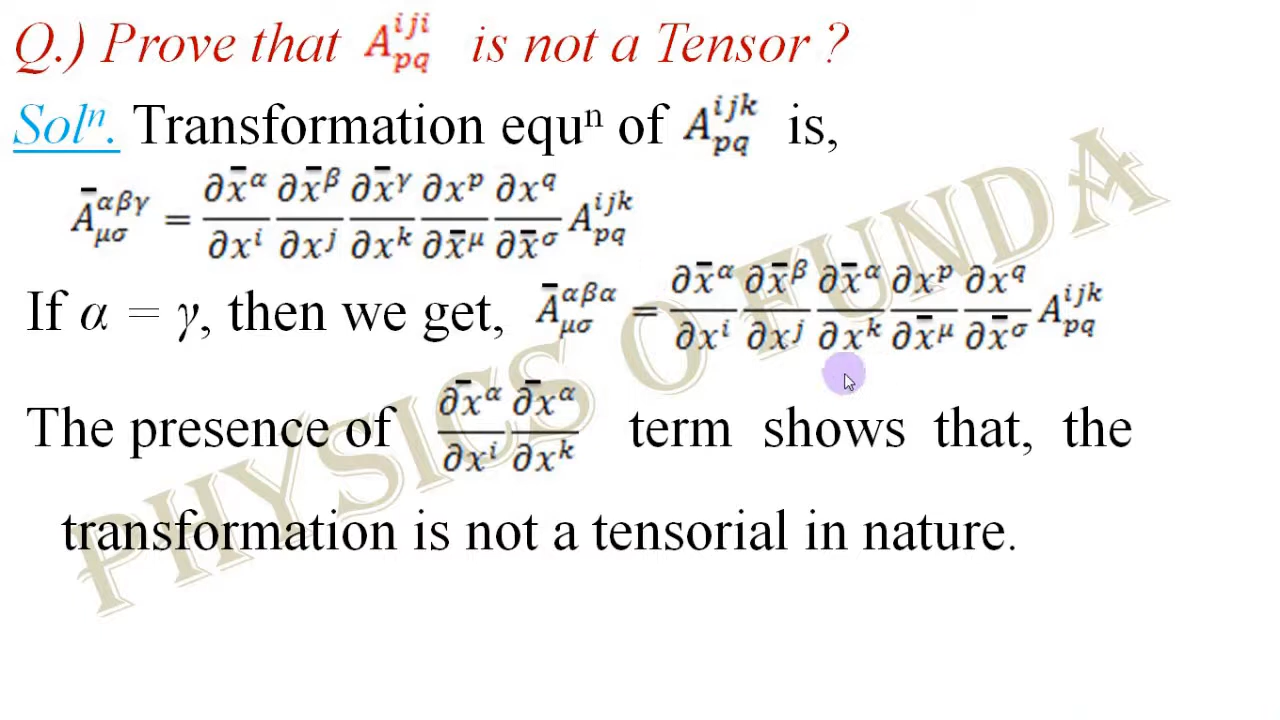 Q.) Prove that A^{iji}_{pq} is not a Tensor ?
Solⁿ. Transformation equⁿ of A^{ijk}_{pq} is,
Ā^{αβγ}_{μσ} = ∂x̄^α/∂x^i ∂x̄^β/∂x^j ∂x̄^γ/∂x^k ∂x^p/∂x̄^μ ∂x^q/∂x̄^σ A^{ijk}_{pq}
If α = γ, then we get, Ā^{αβα}_{μσ} = ∂x̄^α/∂x^i ∂x̄^β/∂x^j ∂x̄^α/∂x^k ∂x^p/∂x̄^μ ∂x^q/∂x̄^σ A^{ijk}_{pq}
The presence of ∂x̄^α/∂x^i ∂x̄^α/∂x^k term shows that, the
transformation is not a tensorial in nature.
PHYSICS O FUNDA